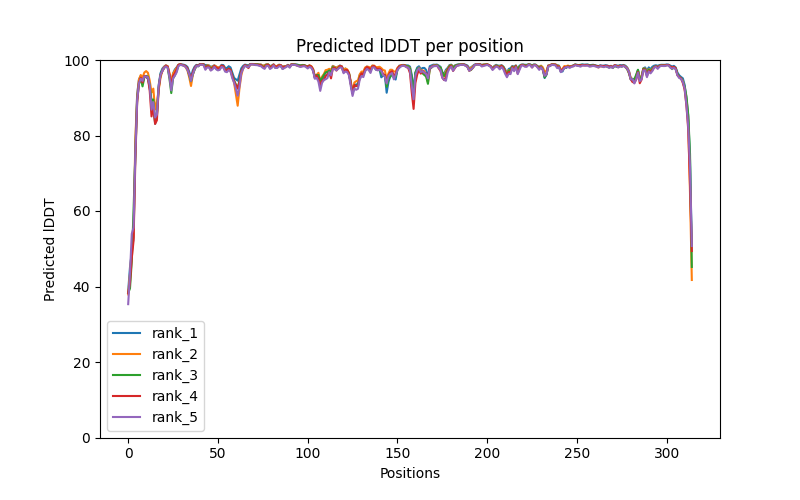 Predicted lDDT per position
100
80
60
40
20
0
Predicted lDDT
rank_1
rank_2
rank_3
rank_4
rank_5
0 50 100 150 200 250 300
Positions